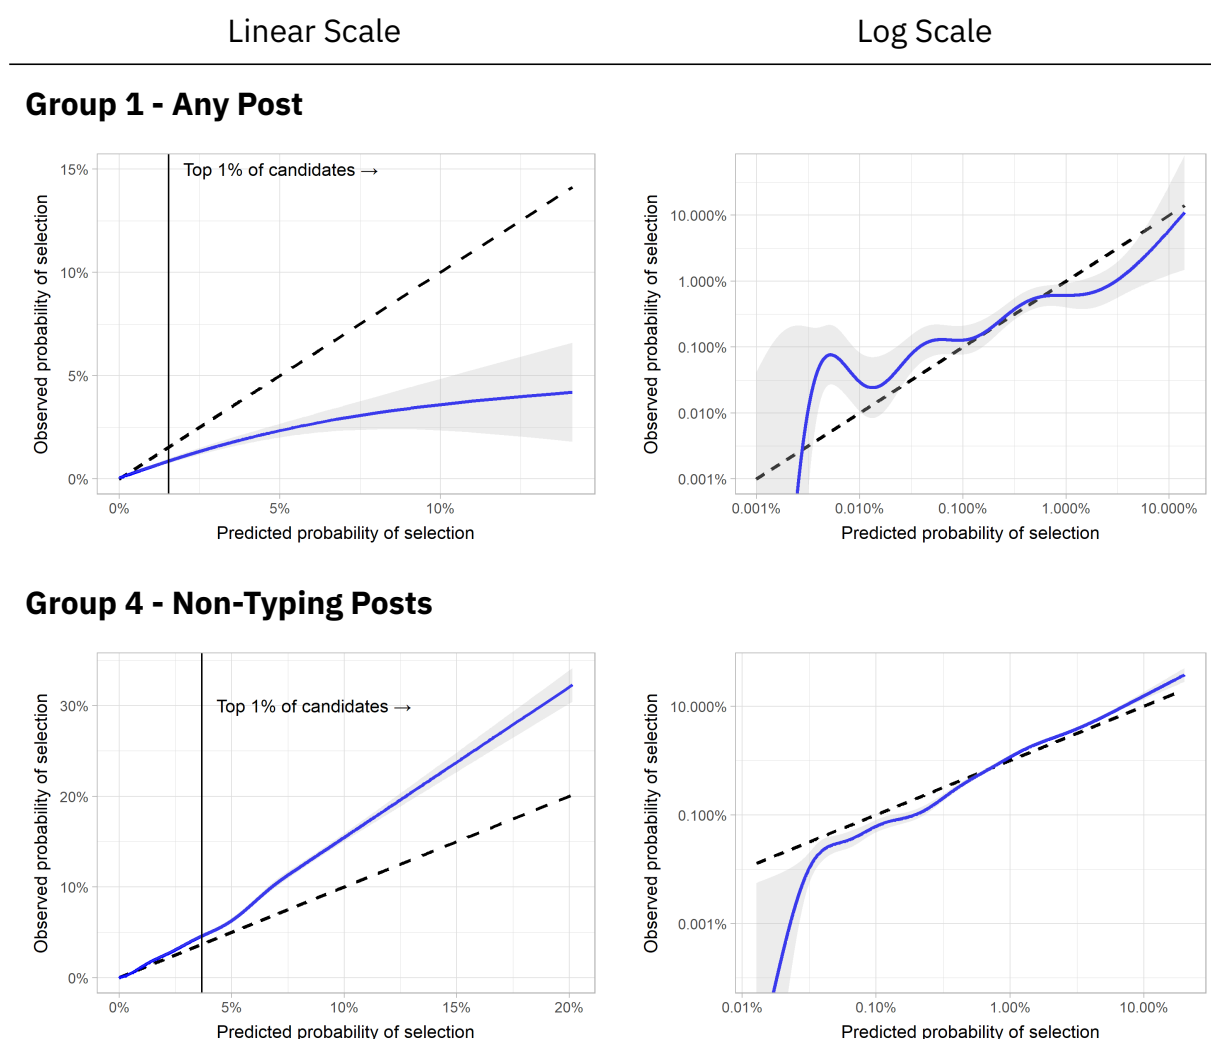 Linear Scale
Log Scale
Group 1 - Any Post
Top 1% of candidates →
15%
10%
5%
0%
Observed probability of selection
0%
5%
10%
Predicted probability of selection
10.000%
1.000%
0.100%
0.010%
0.001%
Observed probability of selection
0.001%
0.010%
0.100%
1.000%
10.000%
Predicted probability of selection
Group 4 - Non-Typing Posts
Top 1% of candidates →
30%
20%
10%
0%
Observed probability of selection
0%
5%
10%
15%
20%
Predicted probability of selection
10.000%
0.100%
0.001%
Observed probability of selection
0.01%
0.10%
1.00%
10.00%
Predicted probability of selection